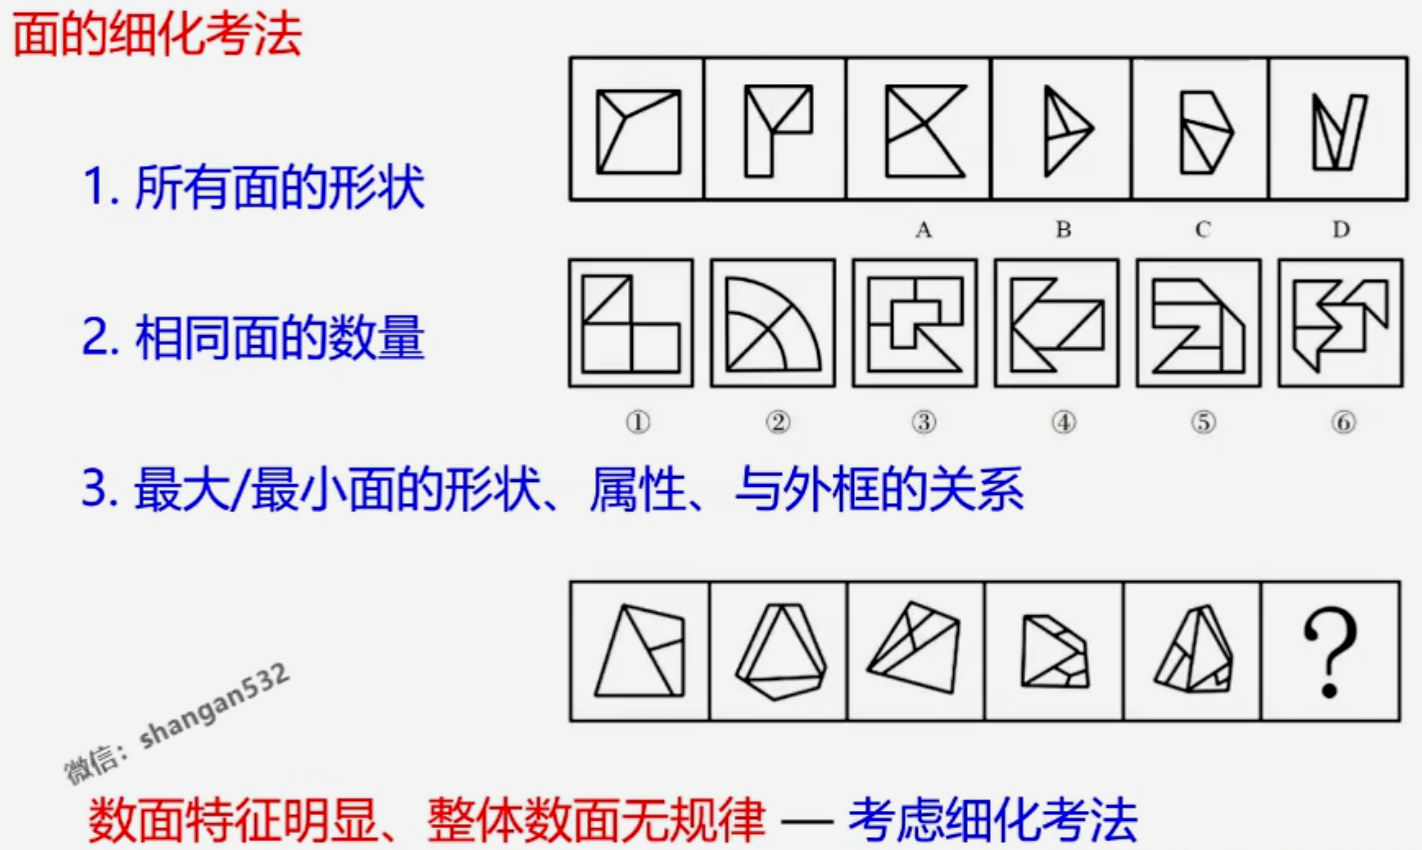 面的细化考法
1. 所有面的形状
A B C D
2. 相同面的数量
① ② ③ ④ ⑤ ⑥
3. 最大/最小面的形状、属性、与外框的关系
?
微信：shangan532
数面特征明显、整体数面无规律 — 考虑细化考法